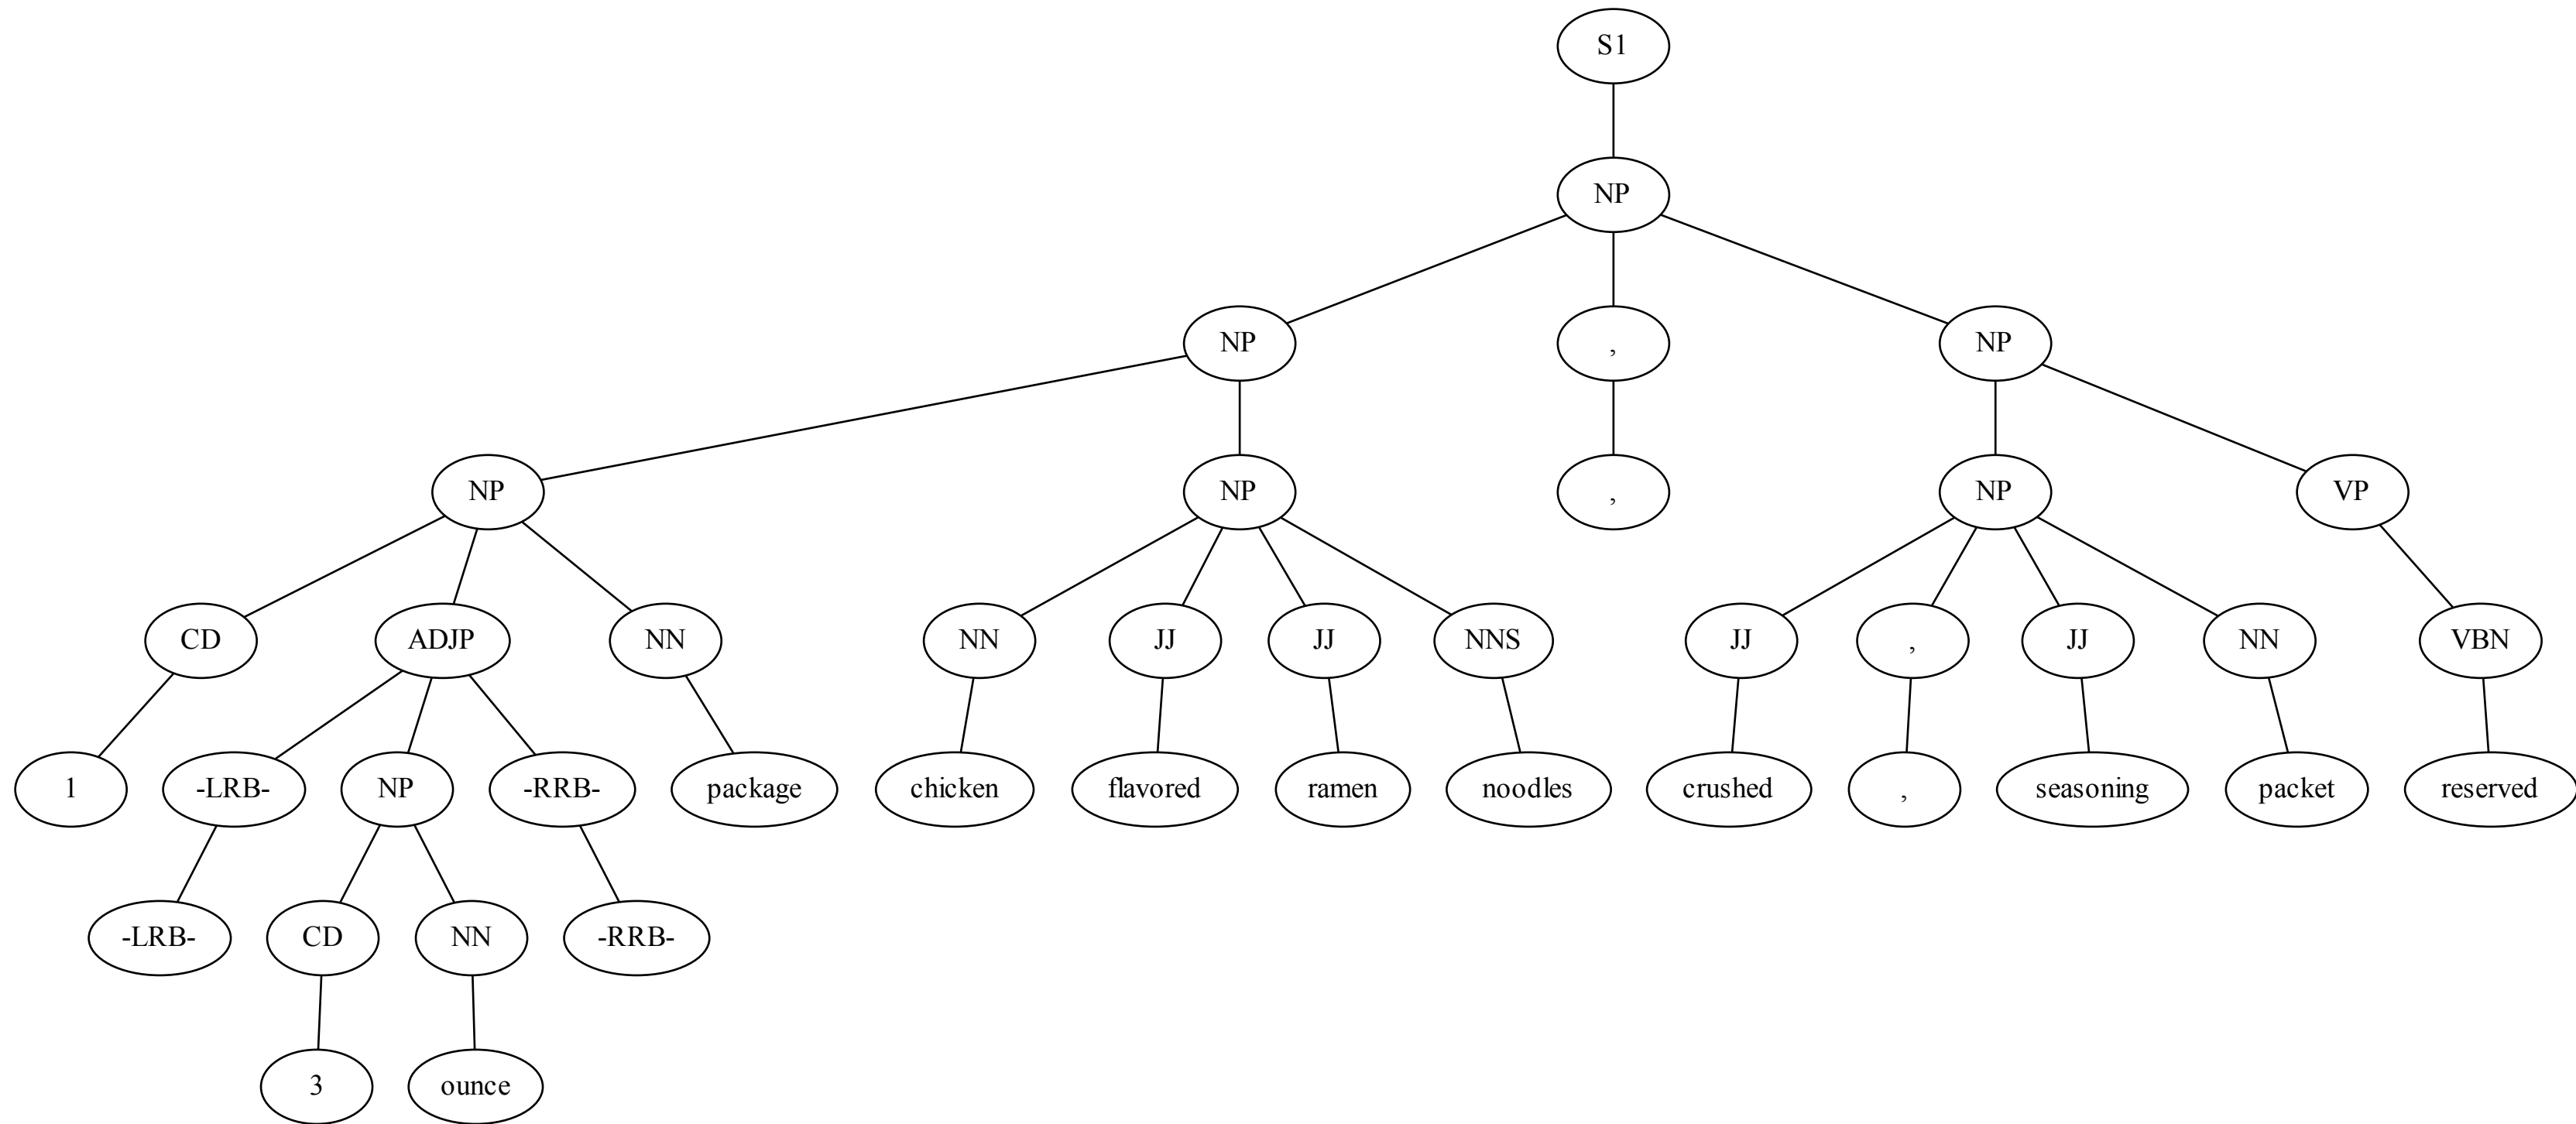 S1
NP
NP , NP
NP NP , NP VP
CD ADJP NN NN JJ JJ NNS JJ , JJ NN VBN
1 -LRB- NP -RRB- package chicken flavored ramen noodles crushed , seasoning packet reserved
-LRB- CD NN -RRB-
3 ounce